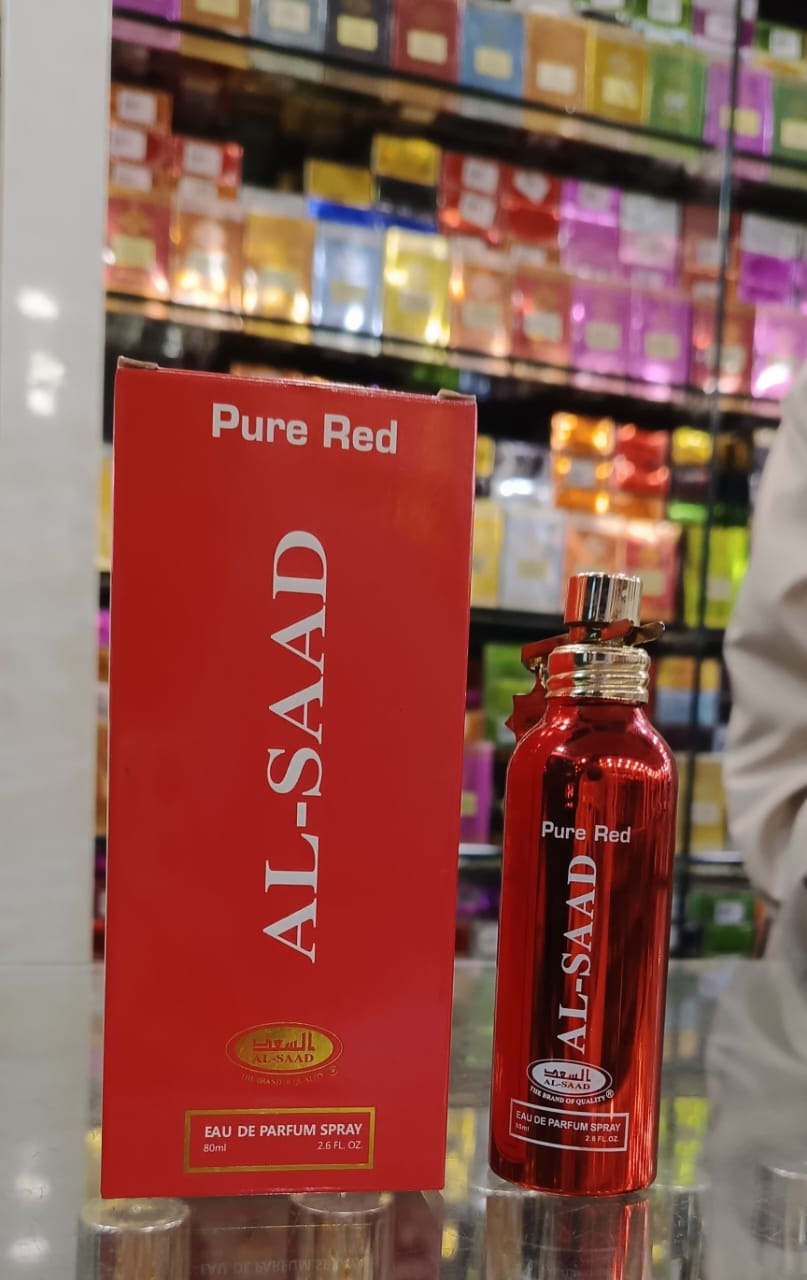 Pure Red
AL-SAAD
السعد
AL-SAAD
THE BRAND OF QUALITY ®
EAU DE PARFUM SPRAY
80ml 2.6 FL. OZ.
Pure Red
AL-SAAD
السعد
AL-SAAD
THE BRAND OF QUALITY ®
EAU DE PARFUM SPRAY
80ml 2.6 FL.OZ.